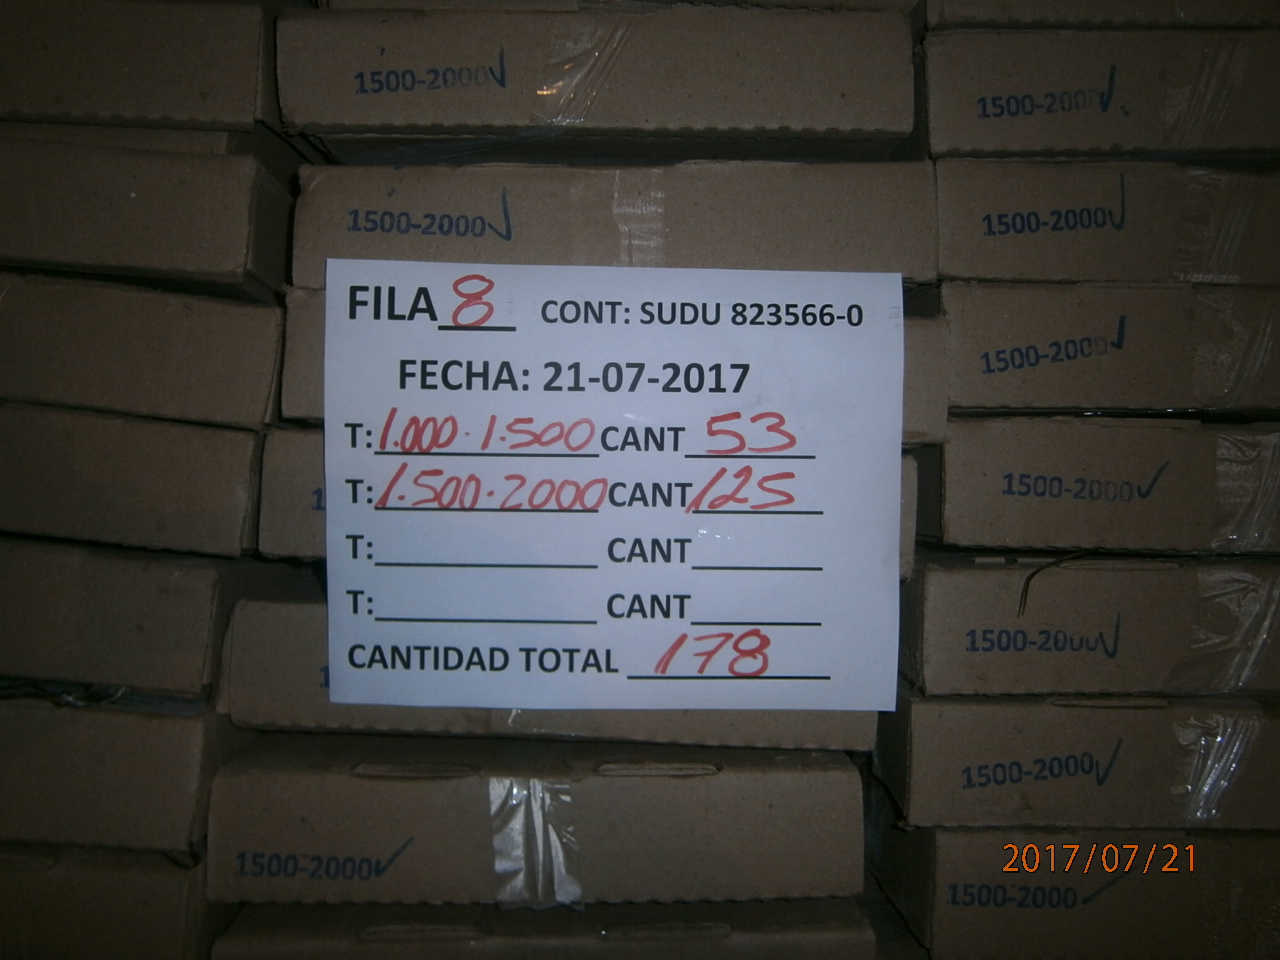 1500-2000
1500-2000
1500-2000
1500-2000
FILA 8 CONT: SUDU 823566-0
FECHA: 21-07-2017
T: 1.000-1.500 CANT 53
T: 1.500-2000 CANT 125
T: CANT
T: CANT
CANTIDAD TOTAL 178
1500-2000
1500-2000
1500-2000
1500-2000
1500-2000
2017/07/21
1500-2000